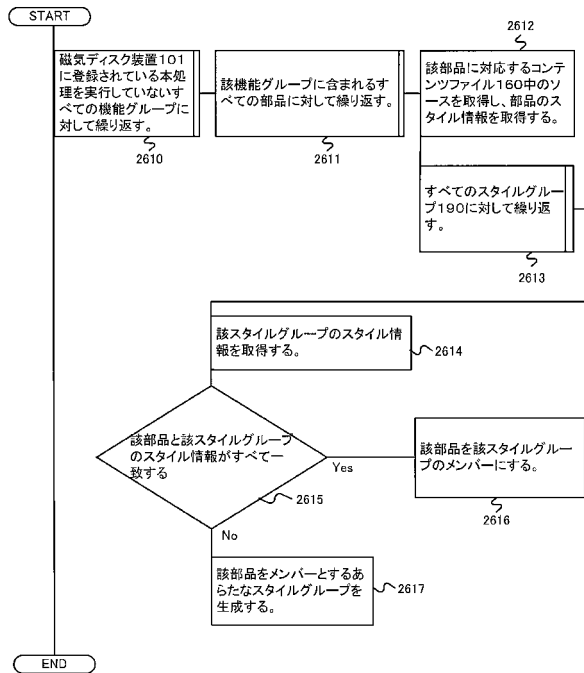 START
磁気ディスク装置101
に登録されている本処
理を実行していないす
べての機能グループに
対して繰り返す。
2610
該機能グループに含まれるす
べての部品に対して繰り返す。
2611
2612
該部品に対応するコンテ
ンツファイル160中のソ
ースを取得し、部品のス
タイル情報を取得する。
すべてのスタイルグルー
プ190に対して繰り返
す。
2613
該スタイルグループのスタイル情
報を取得する。
2614
該部品と該スタイルグループ
のスタイル情報がすべて一
致する
2615
Yes
該部品を該スタイルグルー
プのメンバーにする。
2616
No
該部品をメンバーとするあ
らたなスタイルグループを
生成する。
2617
END